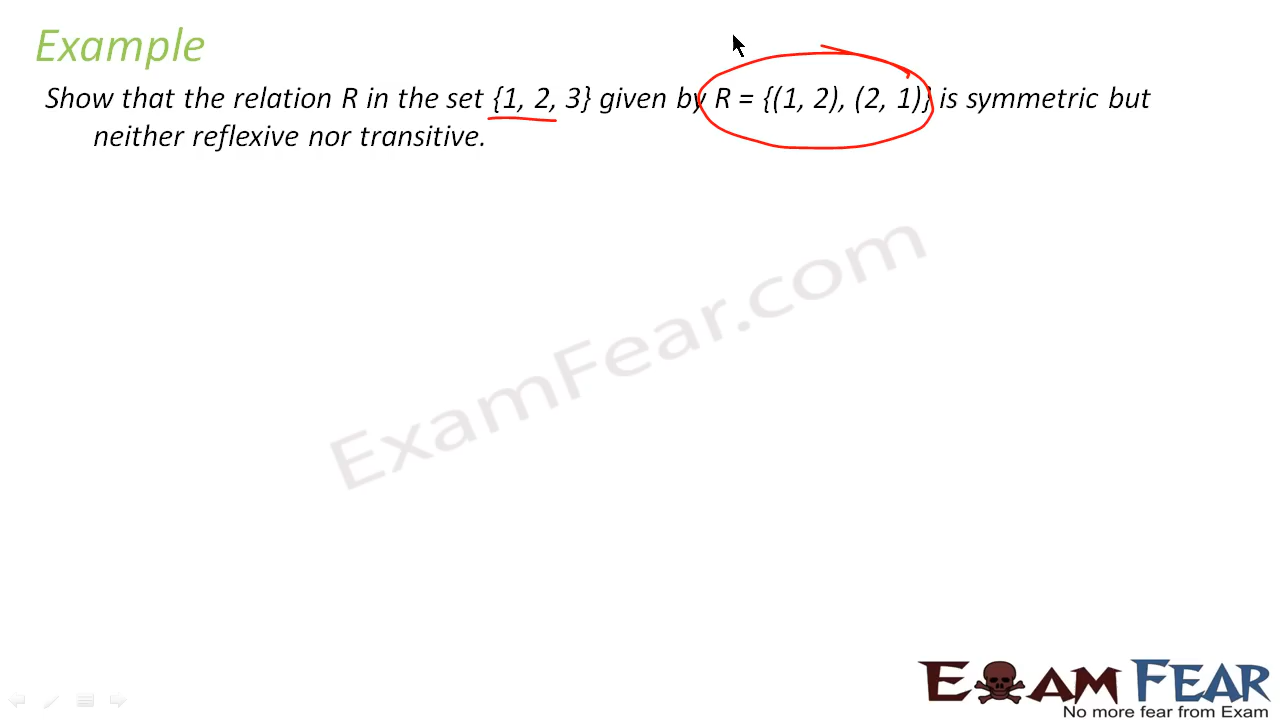 Example
Show that the relation R in the set {1, 2, 3} given by R = {(1, 2), (2, 1)} is symmetric but
neither reflexive nor transitive.
ExamFear.com
EXAM FEAR
No more fear from Exam